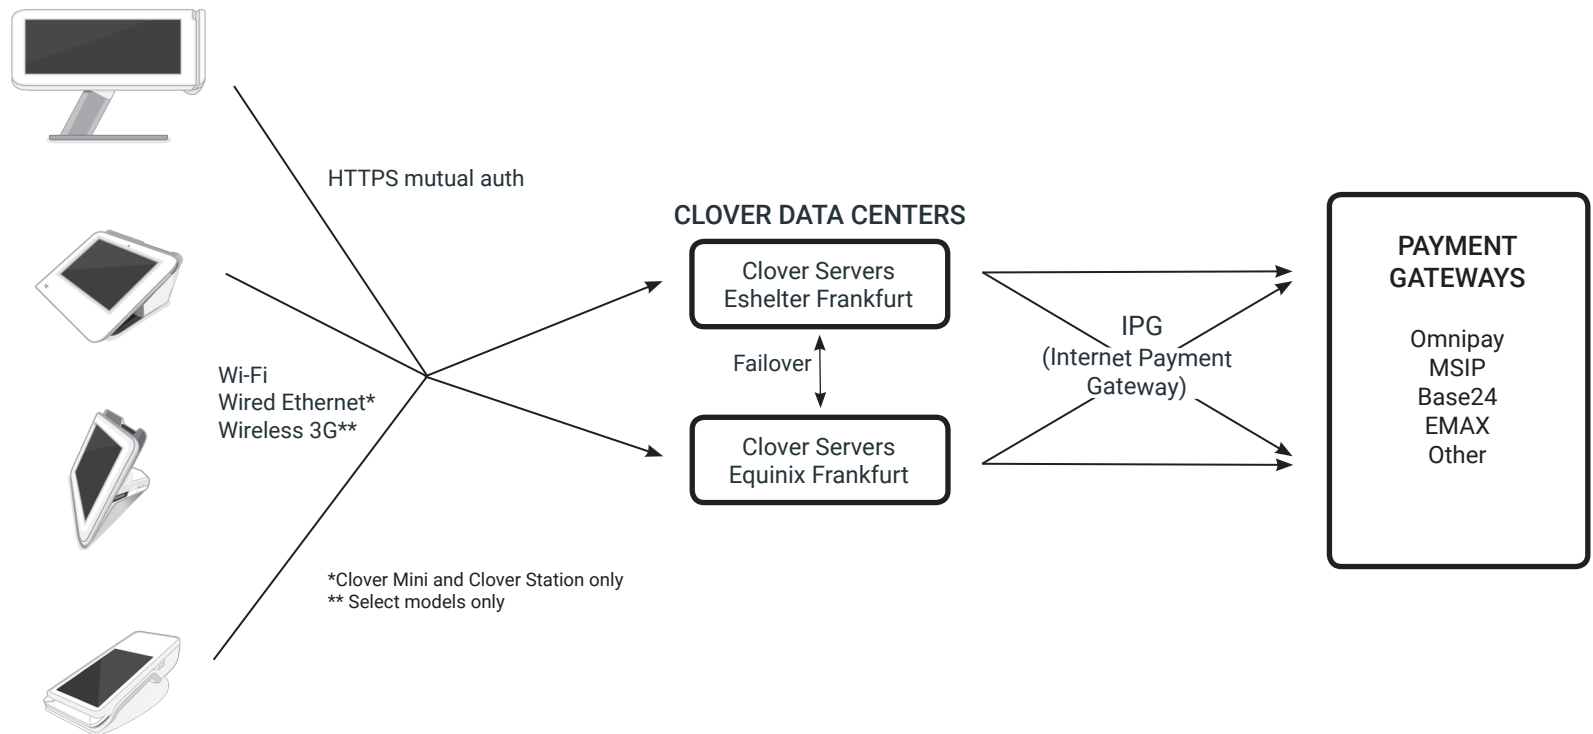 HTTPS mutual auth
Wi-Fi
Wired Ethernet*
Wireless 3G**
*Clover Mini and Clover Station only
** Select models only
CLOVER DATA CENTERS
Clover Servers
Eshelter Frankfurt
Failover
Clover Servers
Equinix Frankfurt
IPG
(Internet Payment
Gateway)
PAYMENT
GATEWAYS
Omnipay
MSIP
Base24
EMAX
Other